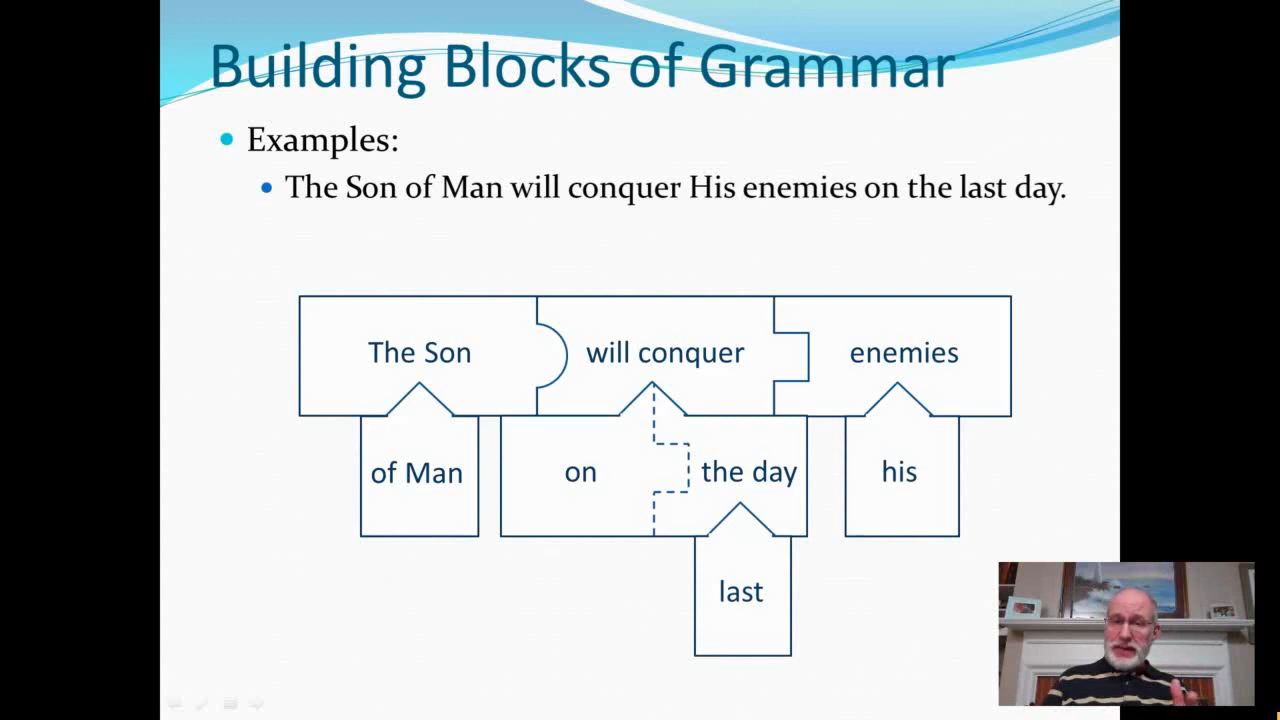 Building Blocks of Grammar
Examples:
The Son of Man will conquer His enemies on the last day.
The Son will conquer enemies
of Man on the day his
last